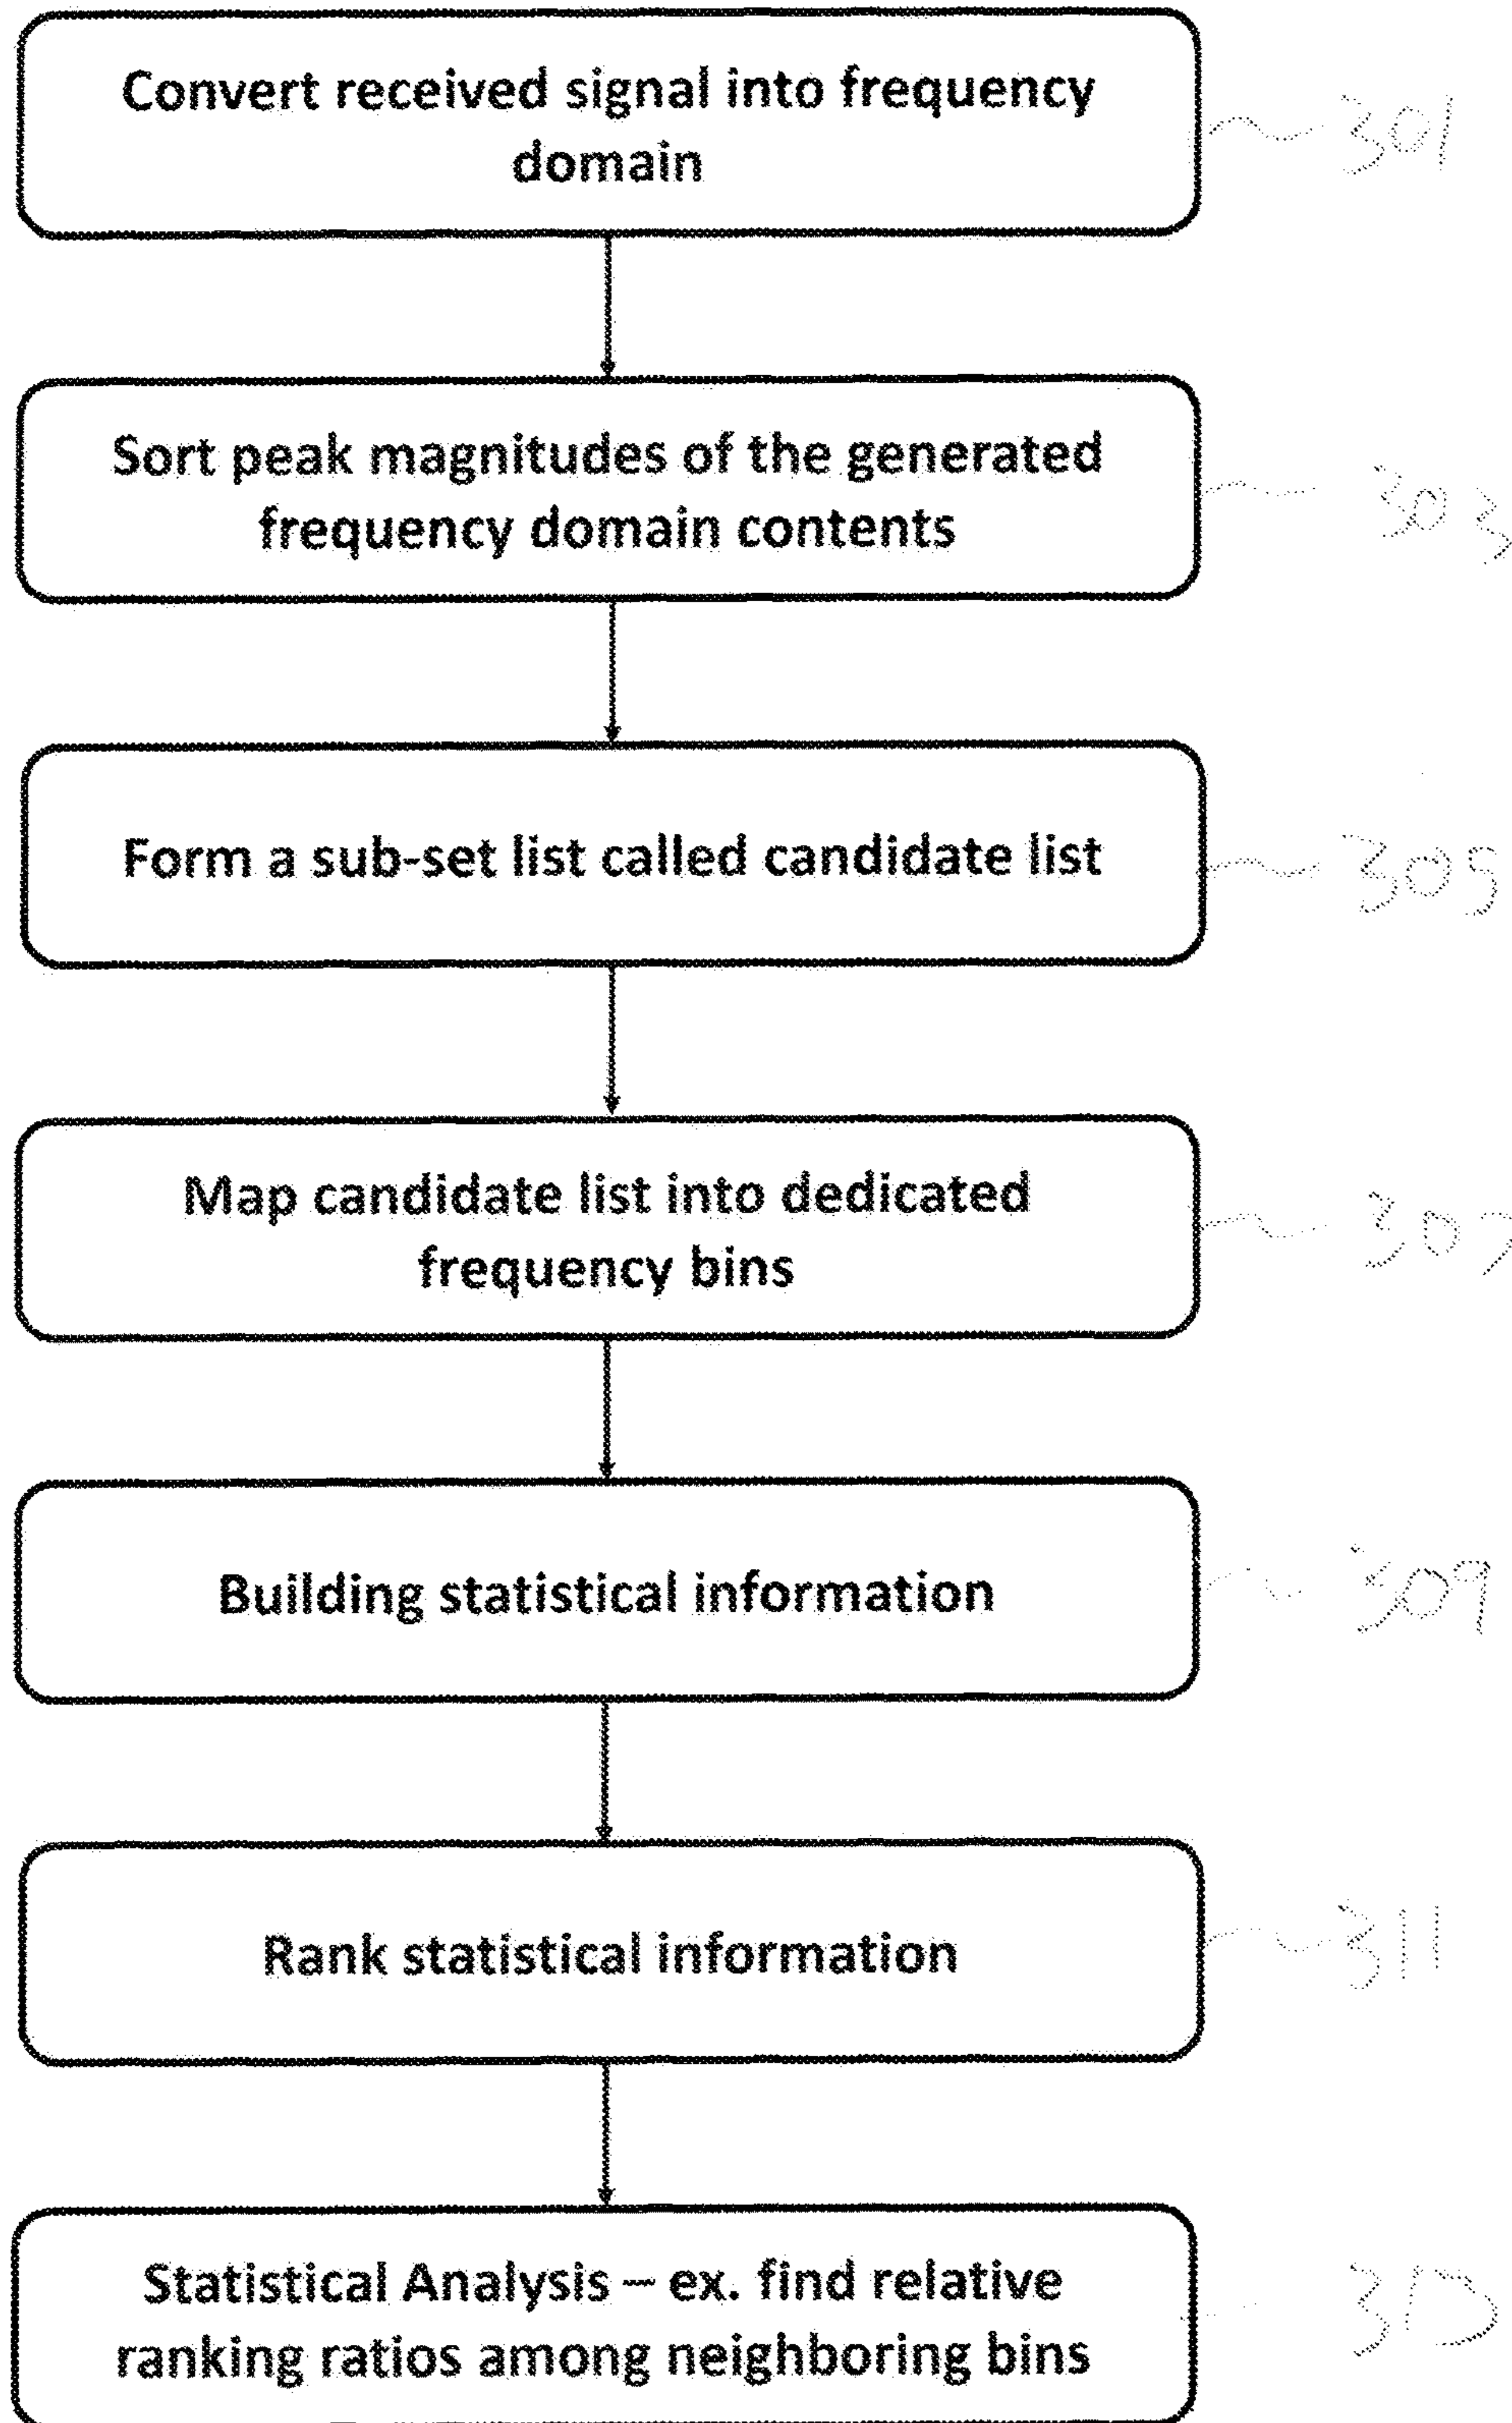 Convert received signal into frequency
domain
301
Sort peak magnitudes of the generated
frequency domain contents
303
Form a sub-set list called candidate list
305
Map candidate list into dedicated
frequency bins
307
Building statistical information
309
Rank statistical information
311
Statistical Analysis – ex. find relative
ranking ratios among neighboring bins